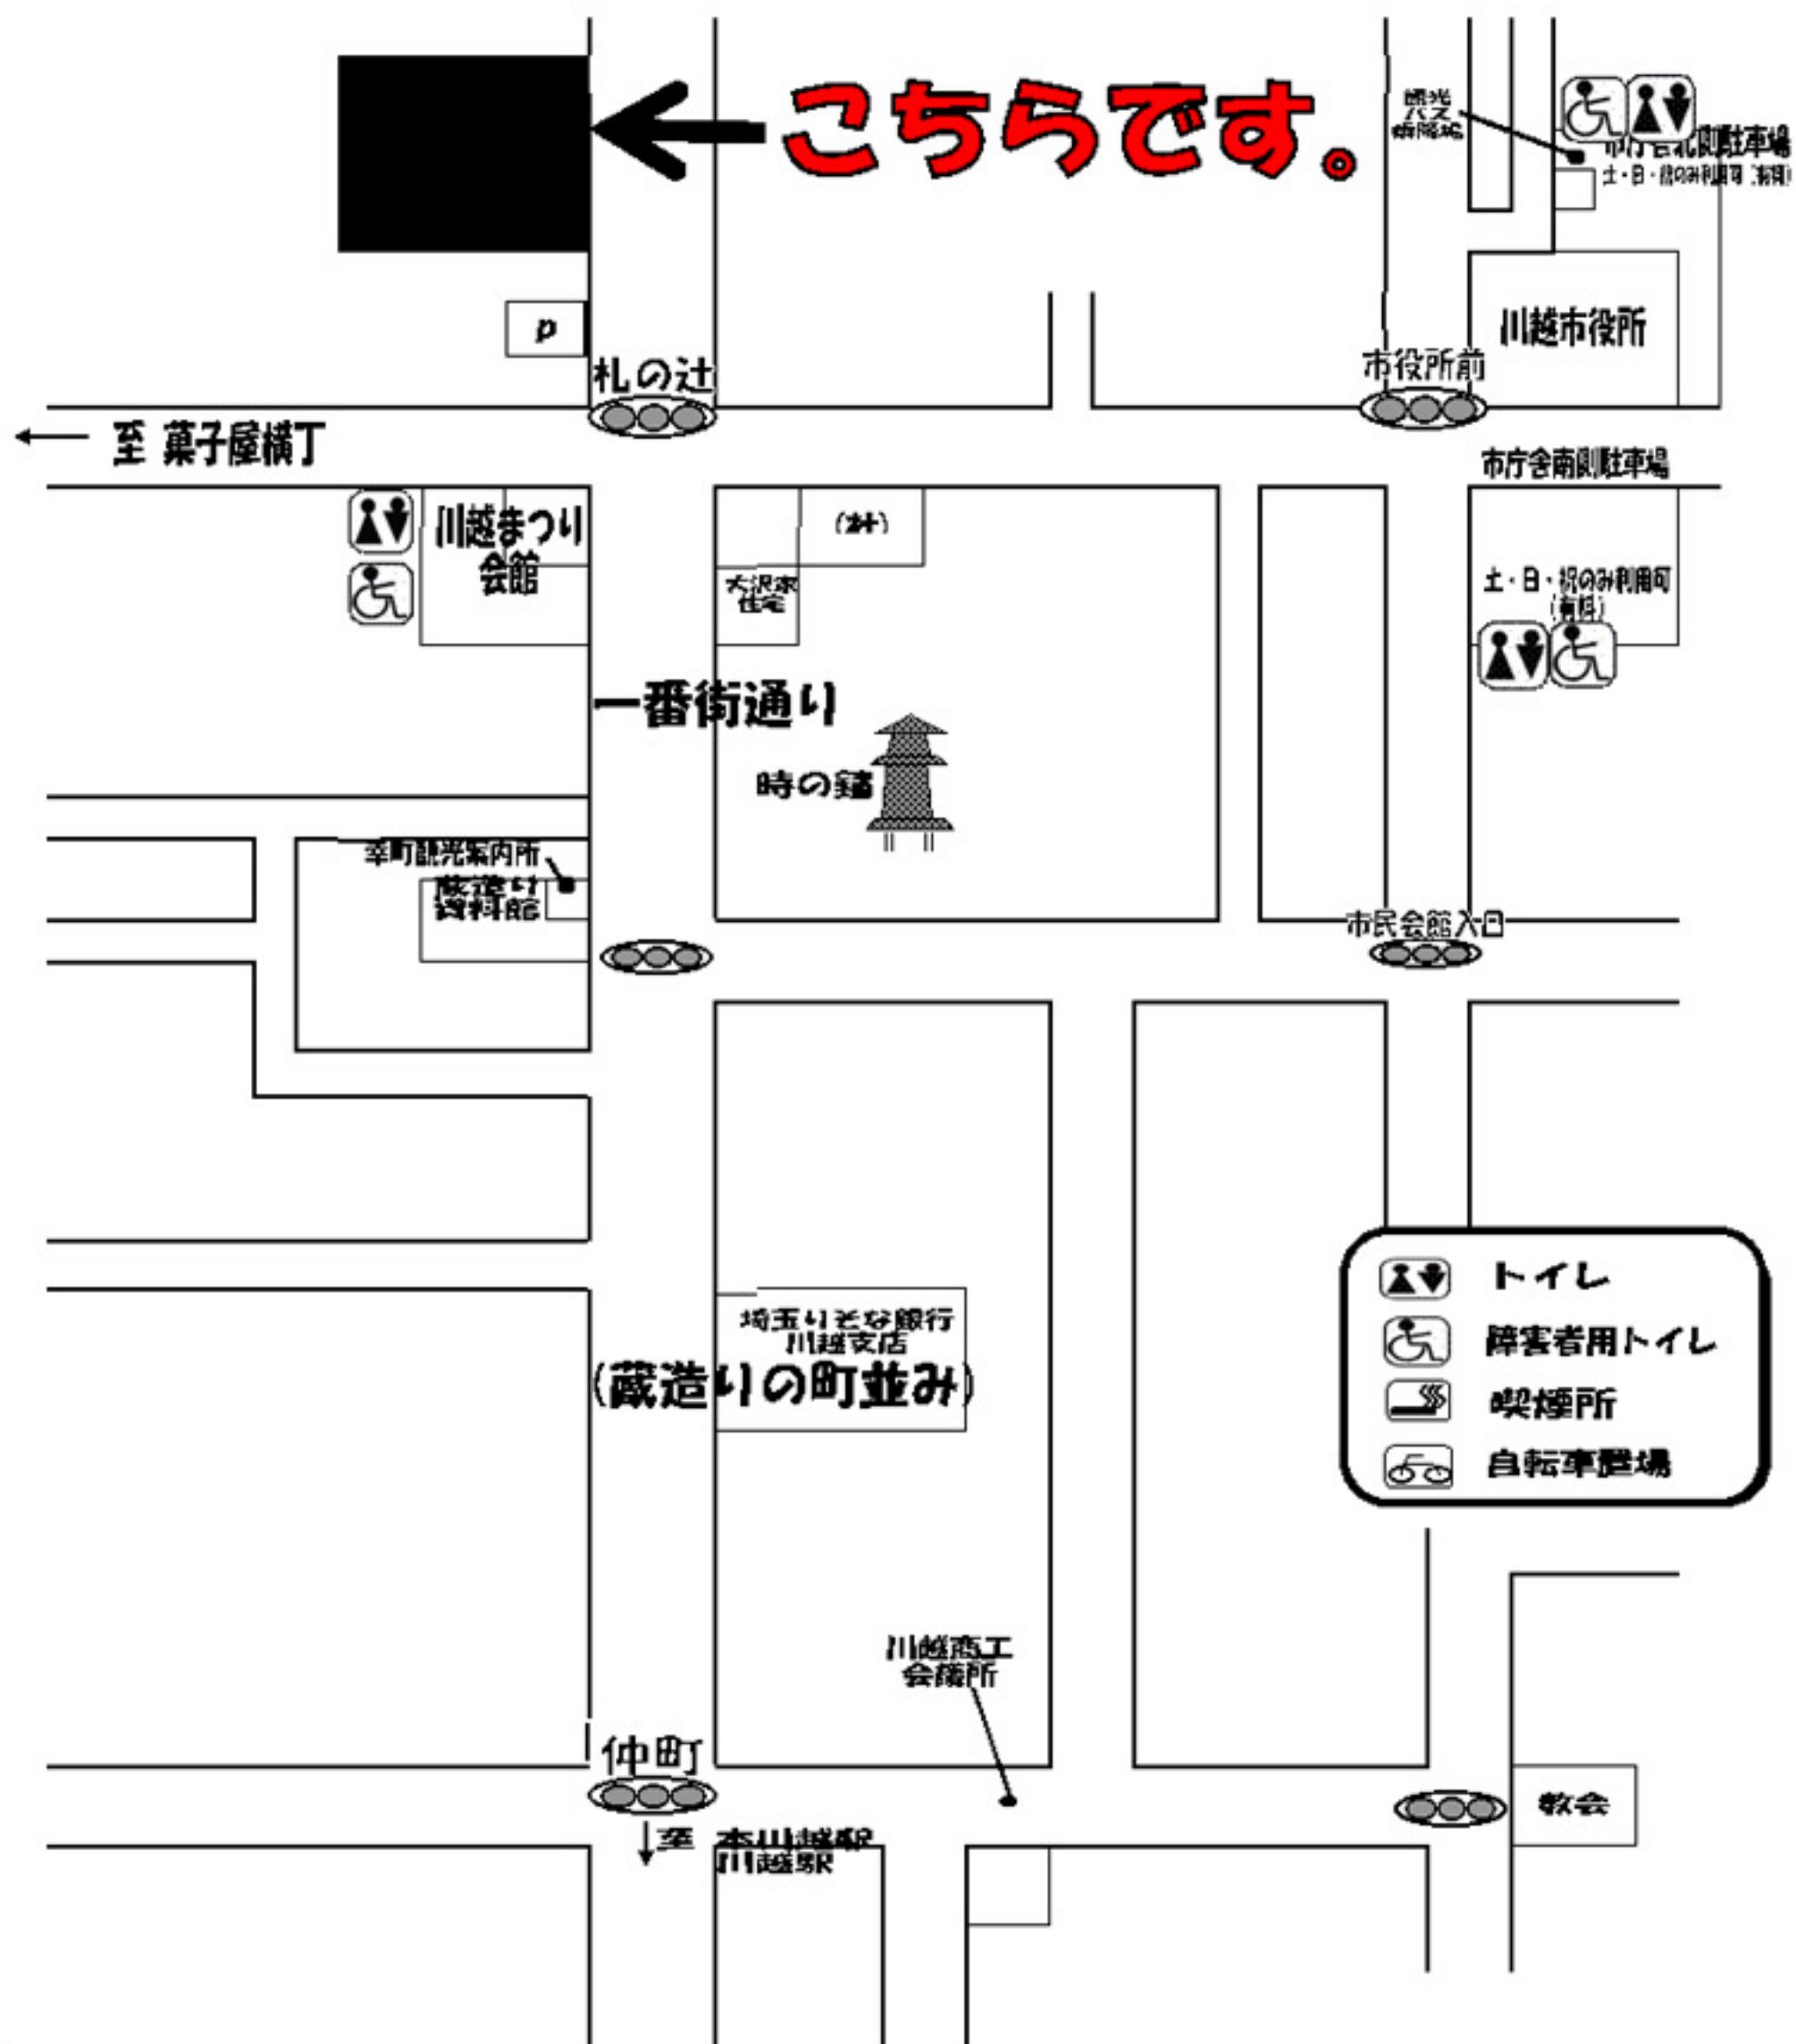 こちらです。
観光
バス
乗降場
市庁舎北側駐車場
土・日・祝のみ利用可(有料)
川越市役所
P
札の辻
市役所前
至 菓子屋横丁
市庁舎南側駐車場
川越まつり
会館
大沢家
住宅
土・日・祝のみ利用可
(有料)
一番街通り
時の鐘
幸町観光案内所
蔵造り
資料館
市民会館入口
トイレ
障害者用トイレ
喫煙所
自転車置場
埼玉りそな銀行
川越支店
(蔵造りの町並み)
川越商工
会議所
仲町
教会
至 本川越駅
川越駅